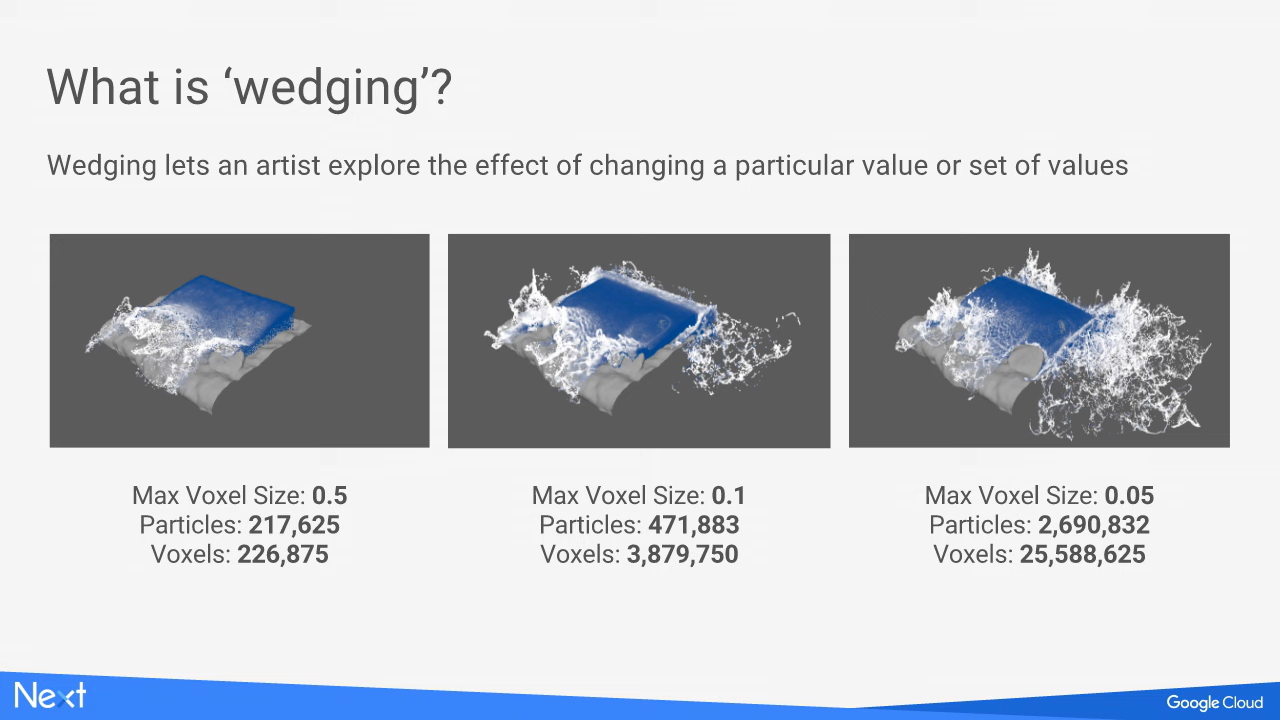 What is ‘wedging’?
Wedging lets an artist explore the effect of changing a particular value or set of values
Max Voxel Size: 0.5
Particles: 217,625
Voxels: 226,875
Max Voxel Size: 0.1
Particles: 471,883
Voxels: 3,879,750
Max Voxel Size: 0.05
Particles: 2,690,832
Voxels: 25,588,625
Next
Google Cloud